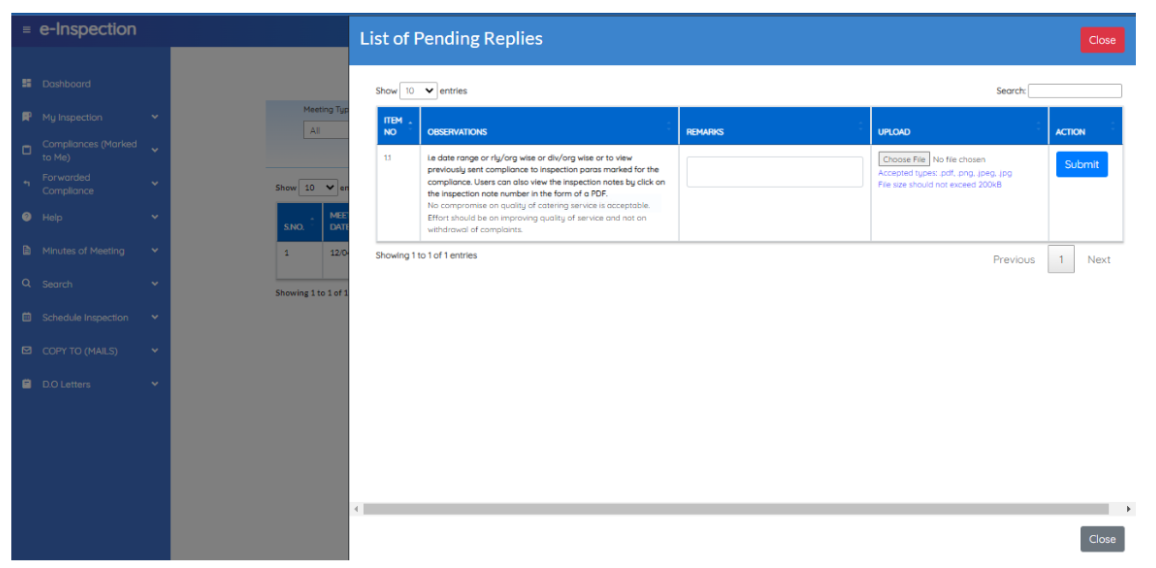 e-Inspection
List of Pending Replies
Close
Dashboard
My Inspection
Compliances (Marked
to Me)
Forwarded
Compliance
Help
Minutes of Meeting
Search
Schedule Inspection
COPY TO (MAILS)
D.O Letters
Meeting
All
Show 10
S.NO.
1
Showing 1 to 1 of 1
Show 10 entries
Search:
ITEM
NO
OBSERVATIONS
REMARKS
UPLOAD
ACTION
1.1
i.e date range or rly/org wise or div/org wise or to view
previously sent compliance to inspection paras marked for the
compliance. Users can also view the inspection notes by click on
the inspection note number in the form of a PDF.
No compromise on quality of catering service is acceptable.
Effort should be on improving quality of service and not on
withdrawal of complaints.
Choose File No file chosen
Accepted types: .pdf, .png, .jpeg, .jpg
File size should not exceed 200kB
Submit
Showing 1 to 1 of 1 entries
Previous 1 Next
Close